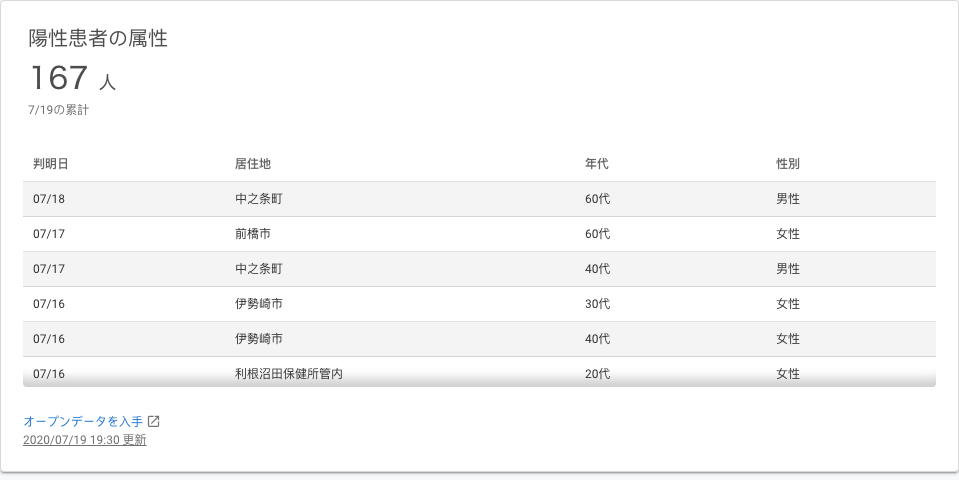 陽性患者の属性
167 人
7/19の累計
判明日 居住地 年代 性別
07/18 中之条町 60代 男性
07/17 前橋市 60代 女性
07/17 中之条町 40代 男性
07/16 伊勢崎市 30代 女性
07/16 伊勢崎市 40代 女性
07/16 利根沼田保健所管内 20代 女性
オープンデータを入手
2020/07/19 19:30 更新